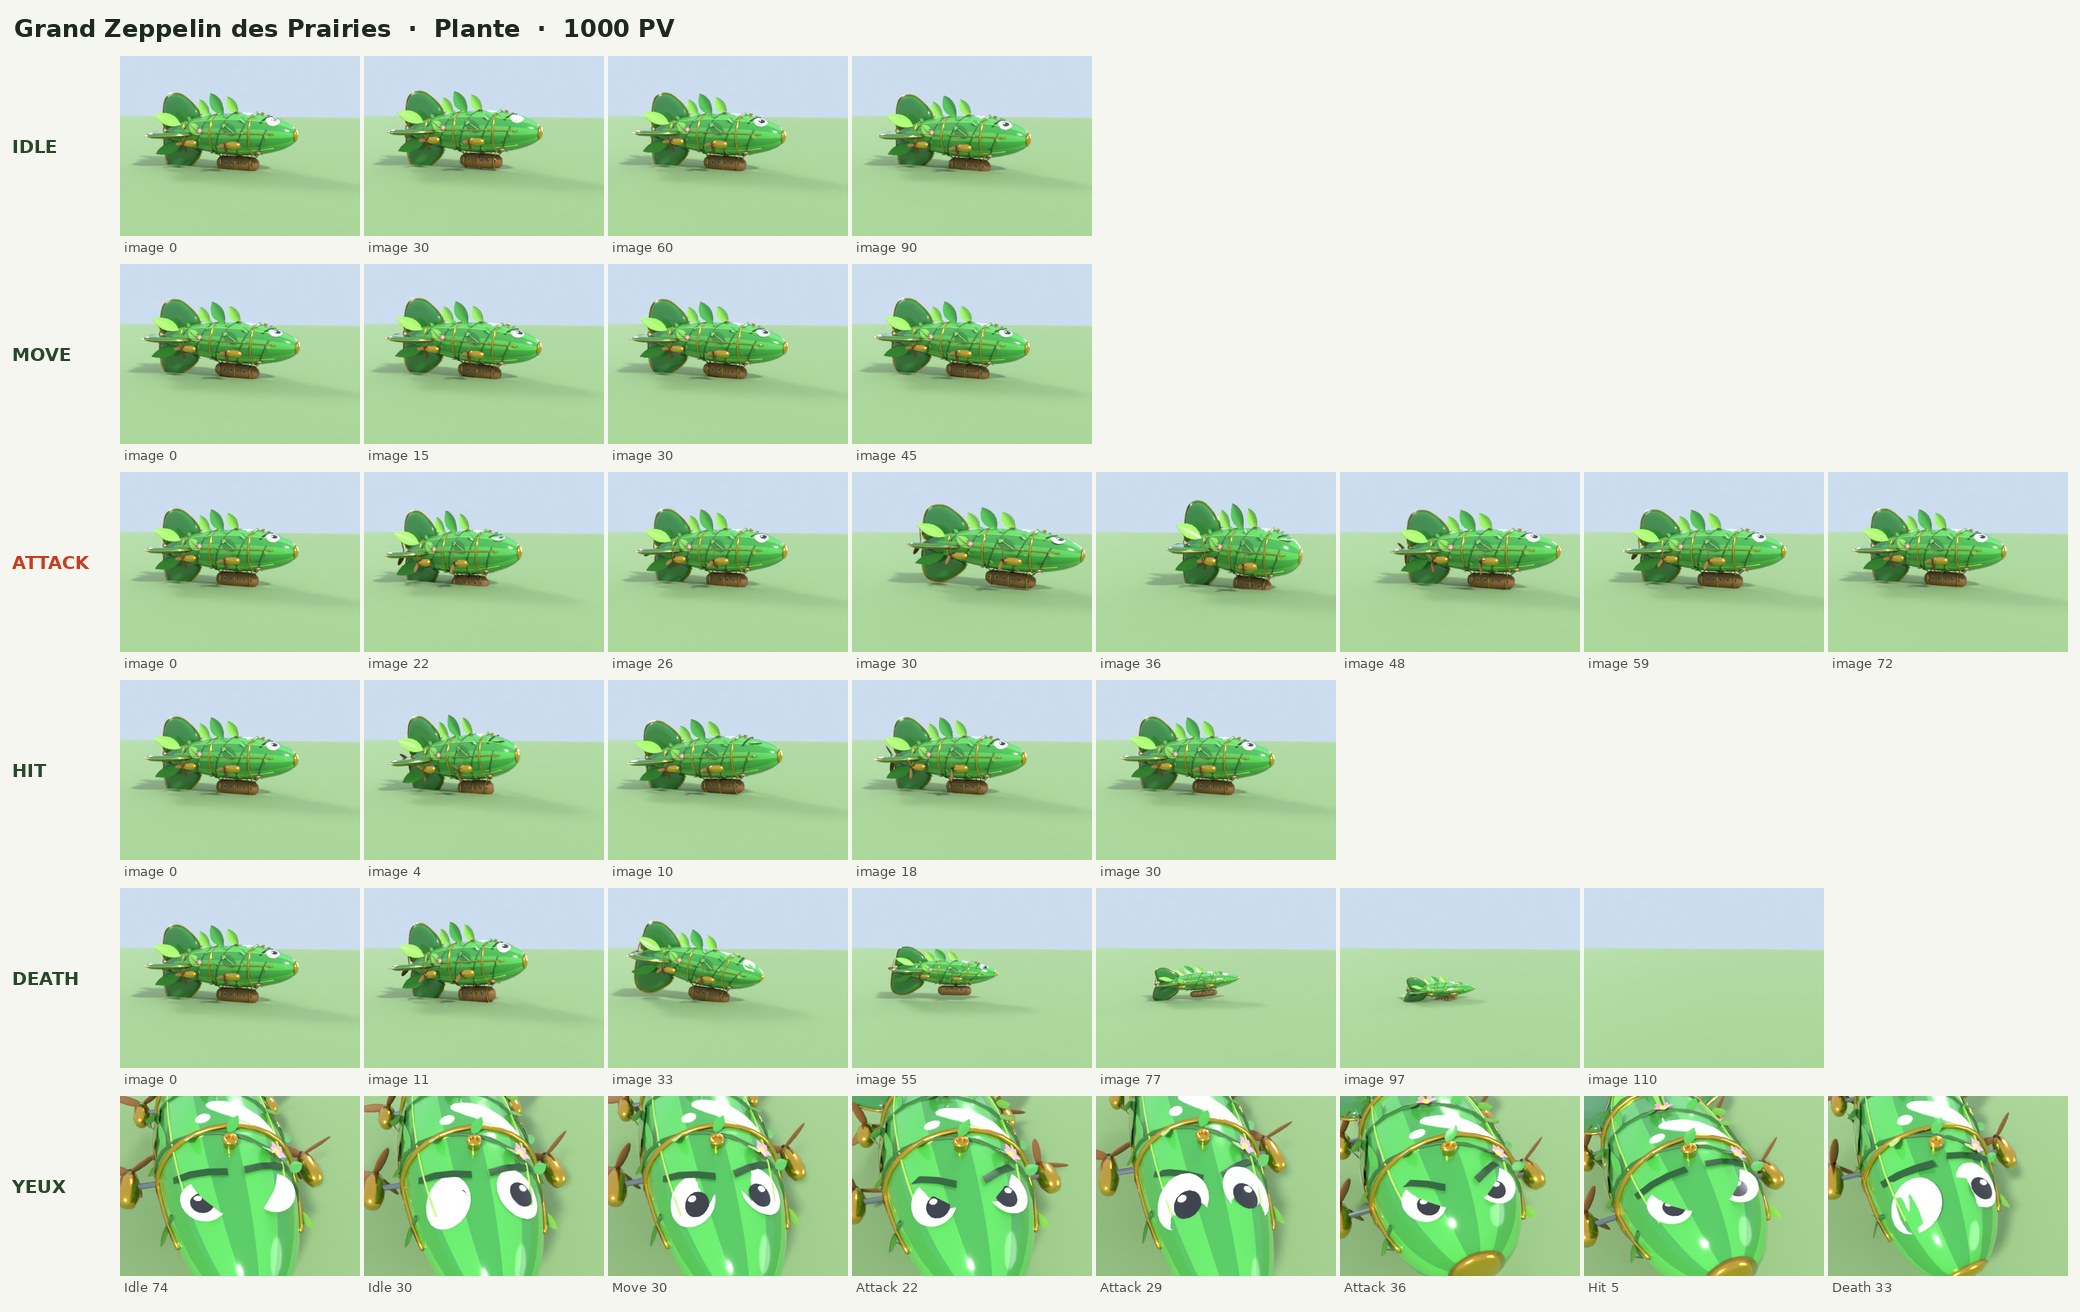 Grand Zeppelin des Prairies · Plante · 1000 PV
IDLE
image 0
image 30
image 60
image 90
MOVE
image 0
image 15
image 30
image 45
ATTACK
image 0
image 22
image 26
image 30
image 36
image 48
image 59
image 72
HIT
image 0
image 4
image 10
image 18
image 30
DEATH
image 0
image 11
image 33
image 55
image 77
image 97
image 110
YEUX
Idle 74
Idle 30
Move 30
Attack 22
Attack 29
Attack 36
Hit 5
Death 33